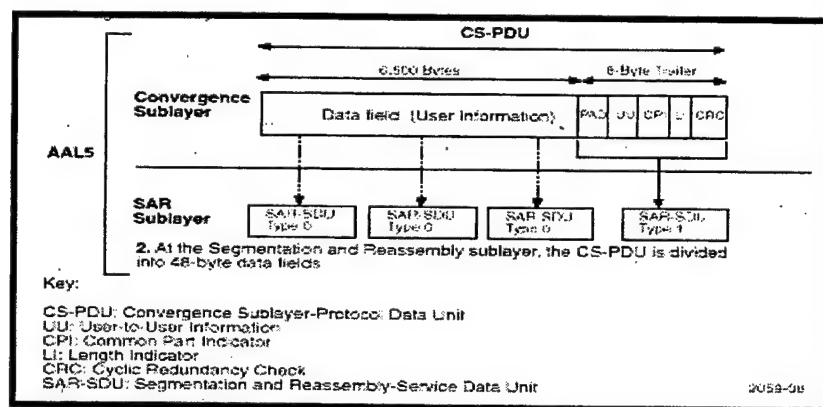 CS-PDU
6,500 Bytes
8-Byte Trailer
Convergence
Sublayer
Data field (User Information)
PAD
UU
CPI
LI
CRC
AAL5
SAR
Sublayer
SAR-SDU
Type 0
SAR-SDU
Type 0
SAR-SDU
Type 0
SAR-SDU
Type 1
2. At the Segmentation and Reassembly sublayer, the CS-PDU is divided
into 48-byte data fields
Key:
CS-PDU: Convergence Sublayer-Protocol Data Unit
UU: User-to-User Information
CPI: Common Part Indicator
LI: Length Indicator
CRC: Cyclic Redundancy Check
SAR-SDU: Segmentation and Reassembly-Service Data Unit